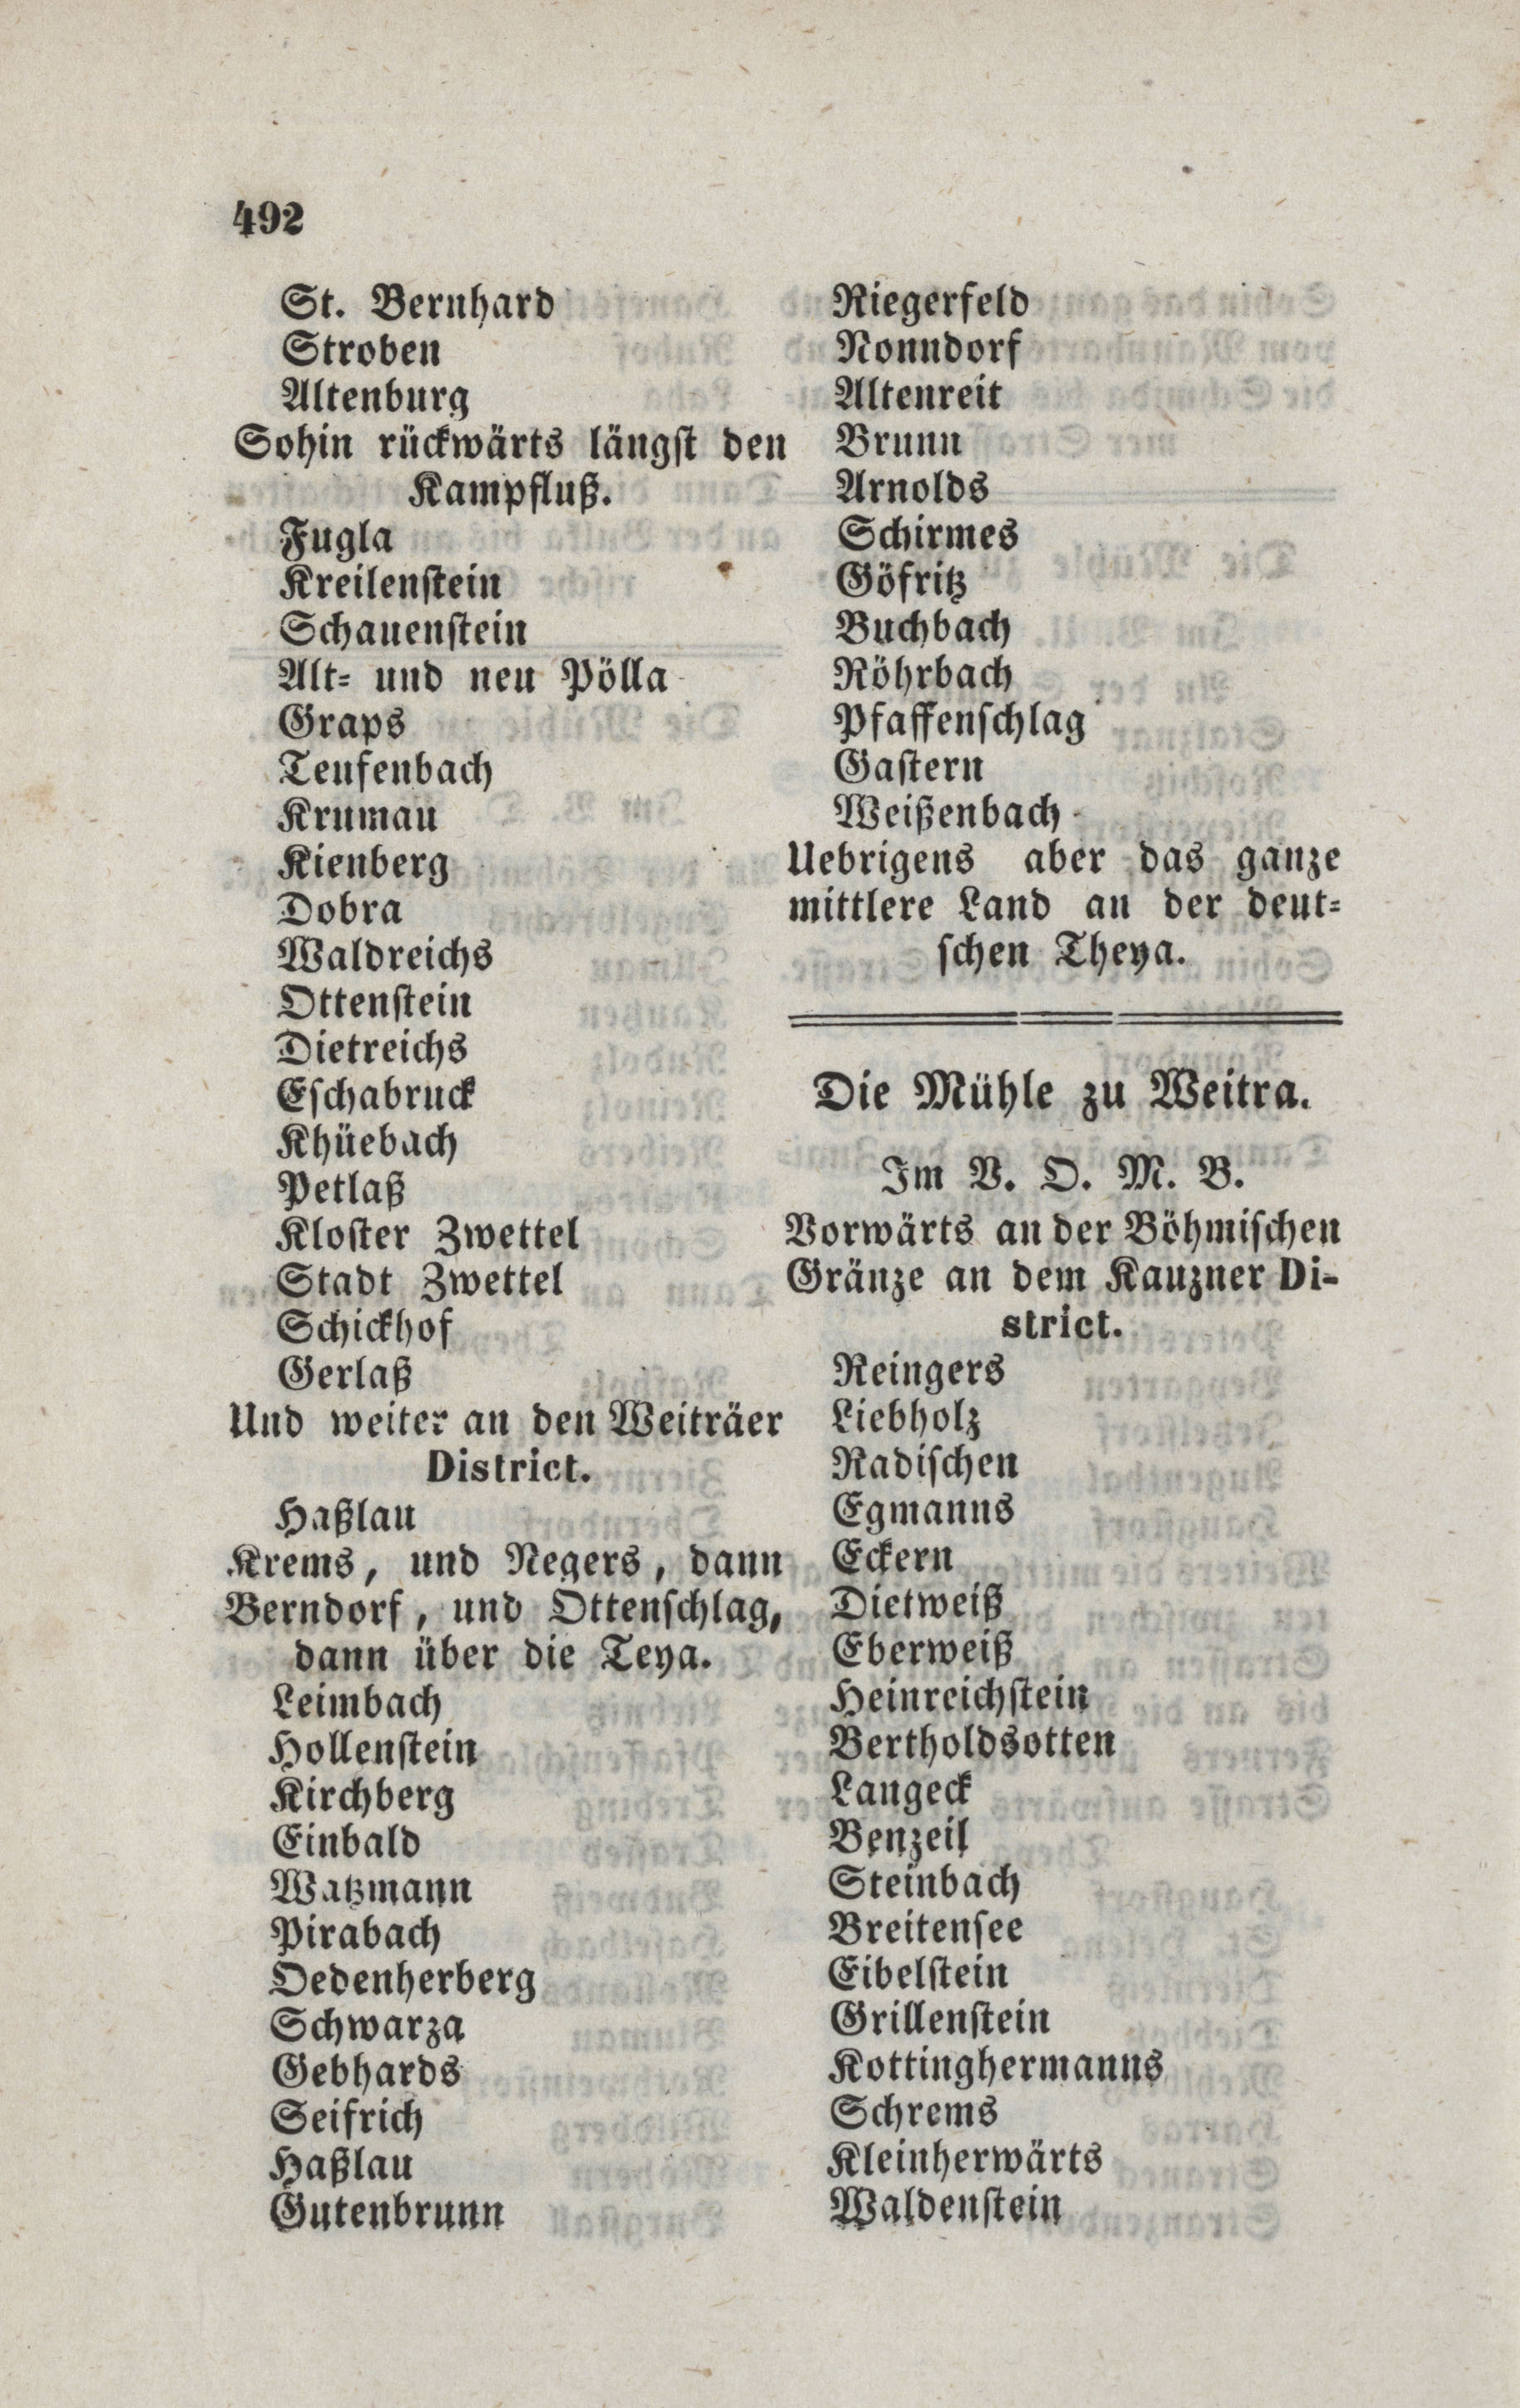 492
St. Bernhard
Stroben
Altenburg
Sohin rückwärts längst den
Kampfluß.
Fugla
Kreilenstein
Schauenstein
Alt- und neu Pölla
Graps
Teufenbach
Krumau
Kienberg
Dobra
Waldreichs
Ottenstein
Dietreichs
Eschabruck
Khüebach
Petlaß
Kloster Zwettel
Stadt Zwettel
Schickhof
Gerlaß
Und weiter an den Weiträer
District.
Haßlau
Krems, und Negers, dann
Berndorf, und Ottenschlag,
dann über die Teya.
Leimbach
Hollenstein
Kirchberg
Einbald
Watzmann
Pirabach
Oedenherberg
Schwarza
Gebhards
Seifrich
Haßlau
Gutenbrunn
Riegerfeld
Nonndorf
Altenreit
Brunn
Arnolds
Schirmes
Göfritz
Buchbach
Röhrbach
Pfaffenschlag
Gastern
Weißenbach
Uebrigens aber das ganze
mittlere Land an der deut-
schen Theya.
Die Mühle zu Weitra.
Im V. O. M. B.
Vorwärts an der Böhmischen
Gränze an dem Kauzner Di-
strict.
Reingers
Liebholz
Radischen
Egmanns
Eckern
Dietweiß
Eberweiß
Heinreichstein
Bertholdsotten
Langeck
Benzeil
Steinbach
Breitensee
Eibelstein
Grillenstein
Kottinghermanns
Schrems
Kleinherwärts
Waldenstein